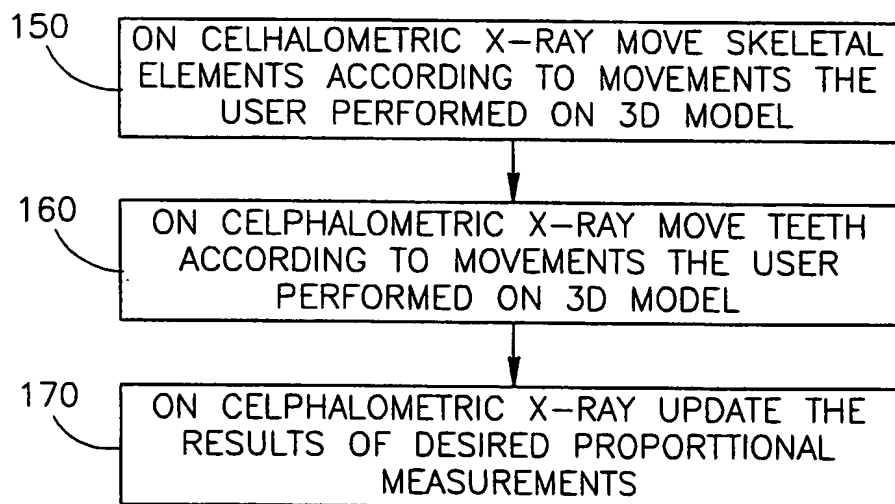 150
ON CELHALOMETRIC X-RAY MOVE SKELETAL
ELEMENTS ACCORDING TO MOVEMENTS THE
USER PERFORMED ON 3D MODEL
160
ON CELPHALOMETRIC X-RAY MOVE TEETH
ACCORDING TO MOVEMENTS THE USER
PERFORMED ON 3D MODEL
170
ON CELPHALOMETRIC X-RAY UPDATE THE
RESULTS OF DESIRED PROPORTTIONAL
MEASUREMENTS